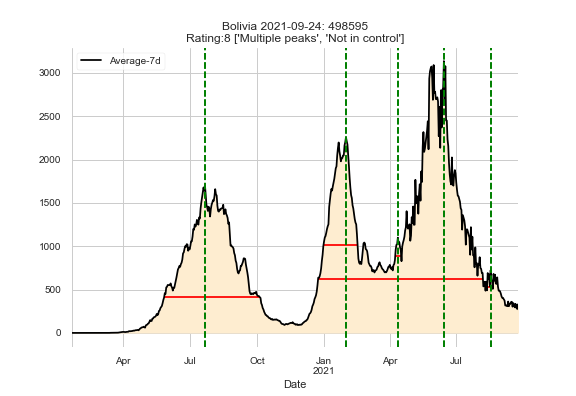 Bolivia 2021-09-24: 498595
Rating:8 ['Multiple peaks', 'Not in control']
Average-7d
3000
2500
2000
1500
1000
500
0
Apr Jul Oct Jan Apr Jul
2021
Date